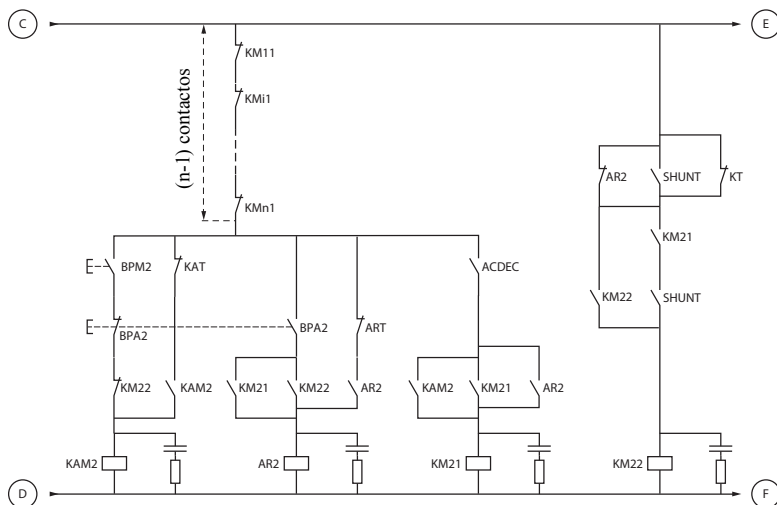 C
E
KM11
(n-1) contactos
KMi1
AR2
SHUNT
KT
KMn1
KM21
BPM2
KAT
ACDEC
KM22
SHUNT
BPA2
BPA2
ART
KM22
KAM2
KM21
KM22
AR2
KAM2
KM21
AR2
KAM2
AR2
KM21
KM22
D
F